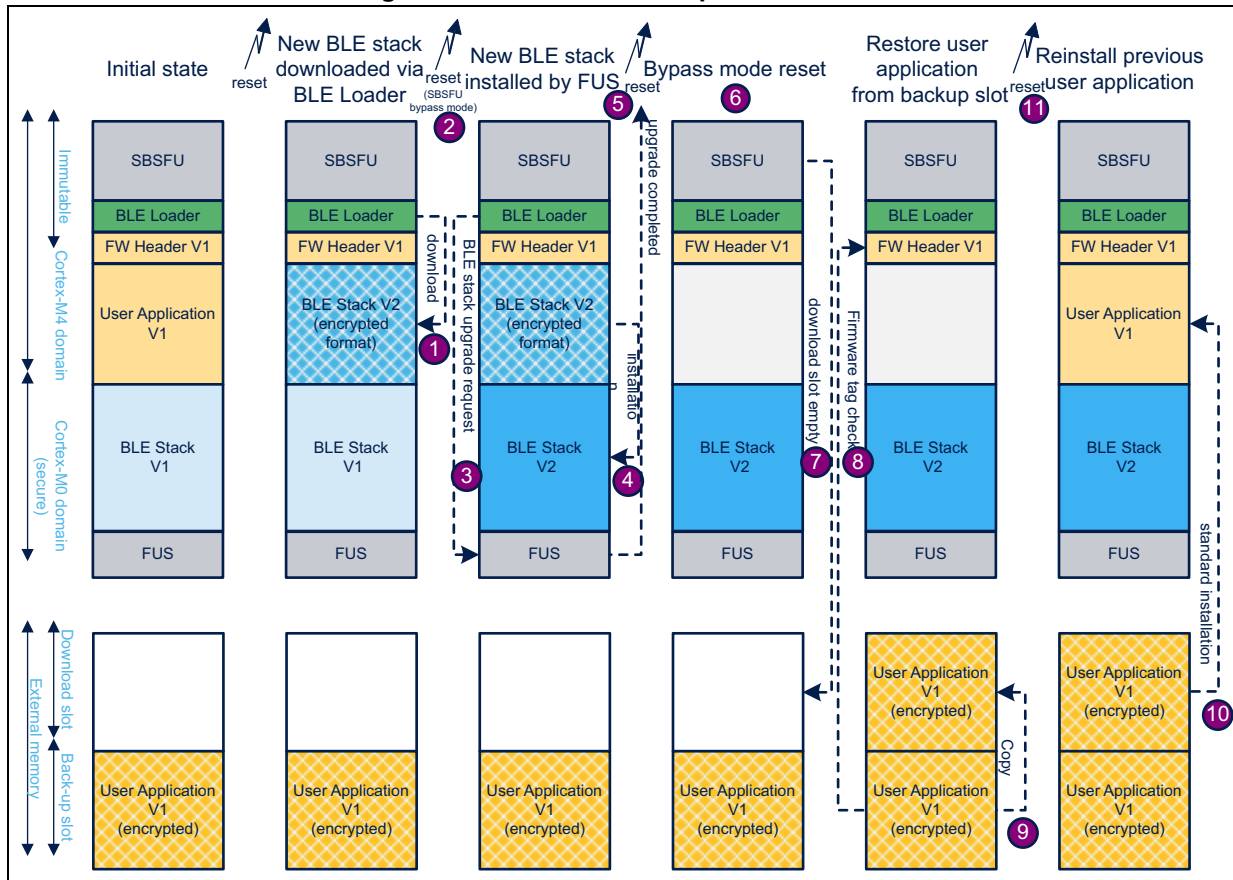 Initial state
reset
New BLE stack
downloaded via
BLE Loader
reset
(SBSFU
bypass mode)
2
New BLE stack
installed by FUS
5
reset
Bypass mode reset
6
Restore user
application
from backup slot
reset
11
Reinstall previous
user application
Immutable
Cortex-M4 domain
Cortex-M0 domain
(secure)
SBSFU
BLE Loader
FW Header V1
User Application
V1
BLE Stack
V1
FUS
SBSFU
BLE Loader
FW Header V1
BLE Stack V2
(encrypted
format)
BLE Stack
V1
FUS
download
1
BLE stack upgrade request
3
SBSFU
BLE Loader
FW Header V1
BLE Stack V2
(encrypted
format)
BLE Stack
V2
FUS
installatio
n
4
upgrade completed
SBSFU
BLE Loader
FW Header V1
BLE Stack
V2
FUS
download slot empty
7
Firmware tag check
8
SBSFU
BLE Loader
FW Header V1
BLE Stack
V2
FUS
SBSFU
BLE Loader
FW Header V1
User Application
V1
BLE Stack
V2
FUS
standard installation
10
External memory
Download slot
Back-up slot
User Application
V1
(encrypted)
User Application
V1
(encrypted)
User Application
V1
(encrypted)
User Application
V1
(encrypted)
User Application
V1
(encrypted)
User Application
V1
(encrypted)
Copy
9
User Application
V1
(encrypted)
User Application
V1
(encrypted)